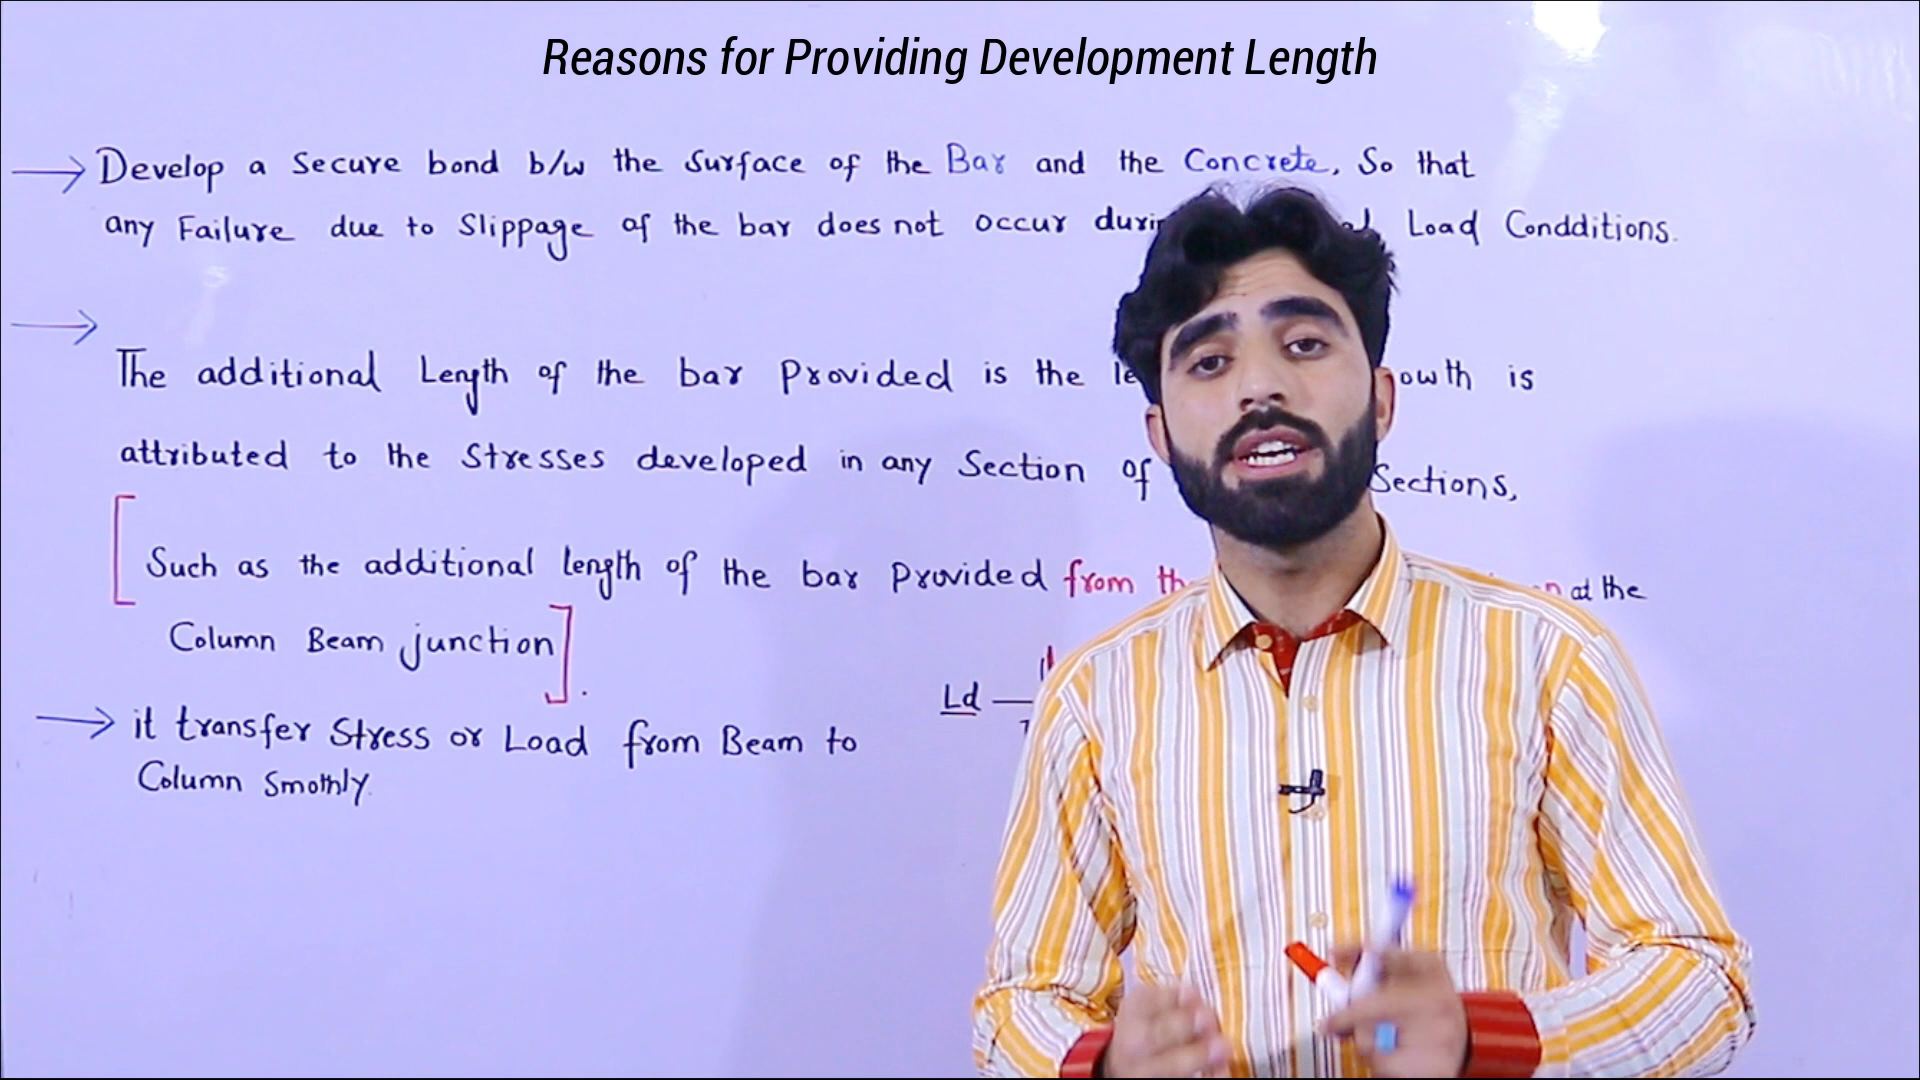 Reasons for Providing Development Length
Develop a Secure bond b/w the Surface of the Bar and the Concrete, So that
any Failure due to Slippage of the bar does not occur Load Condditions.
The additional Length of the bar Provided is the is
attributed to the Stresses developed in any Section of Sections,
[Such as the additional length of the bar Provided from at the
Column Beam junction].
it transfer Stress or Load from Beam to
Column Smothly.
Ld